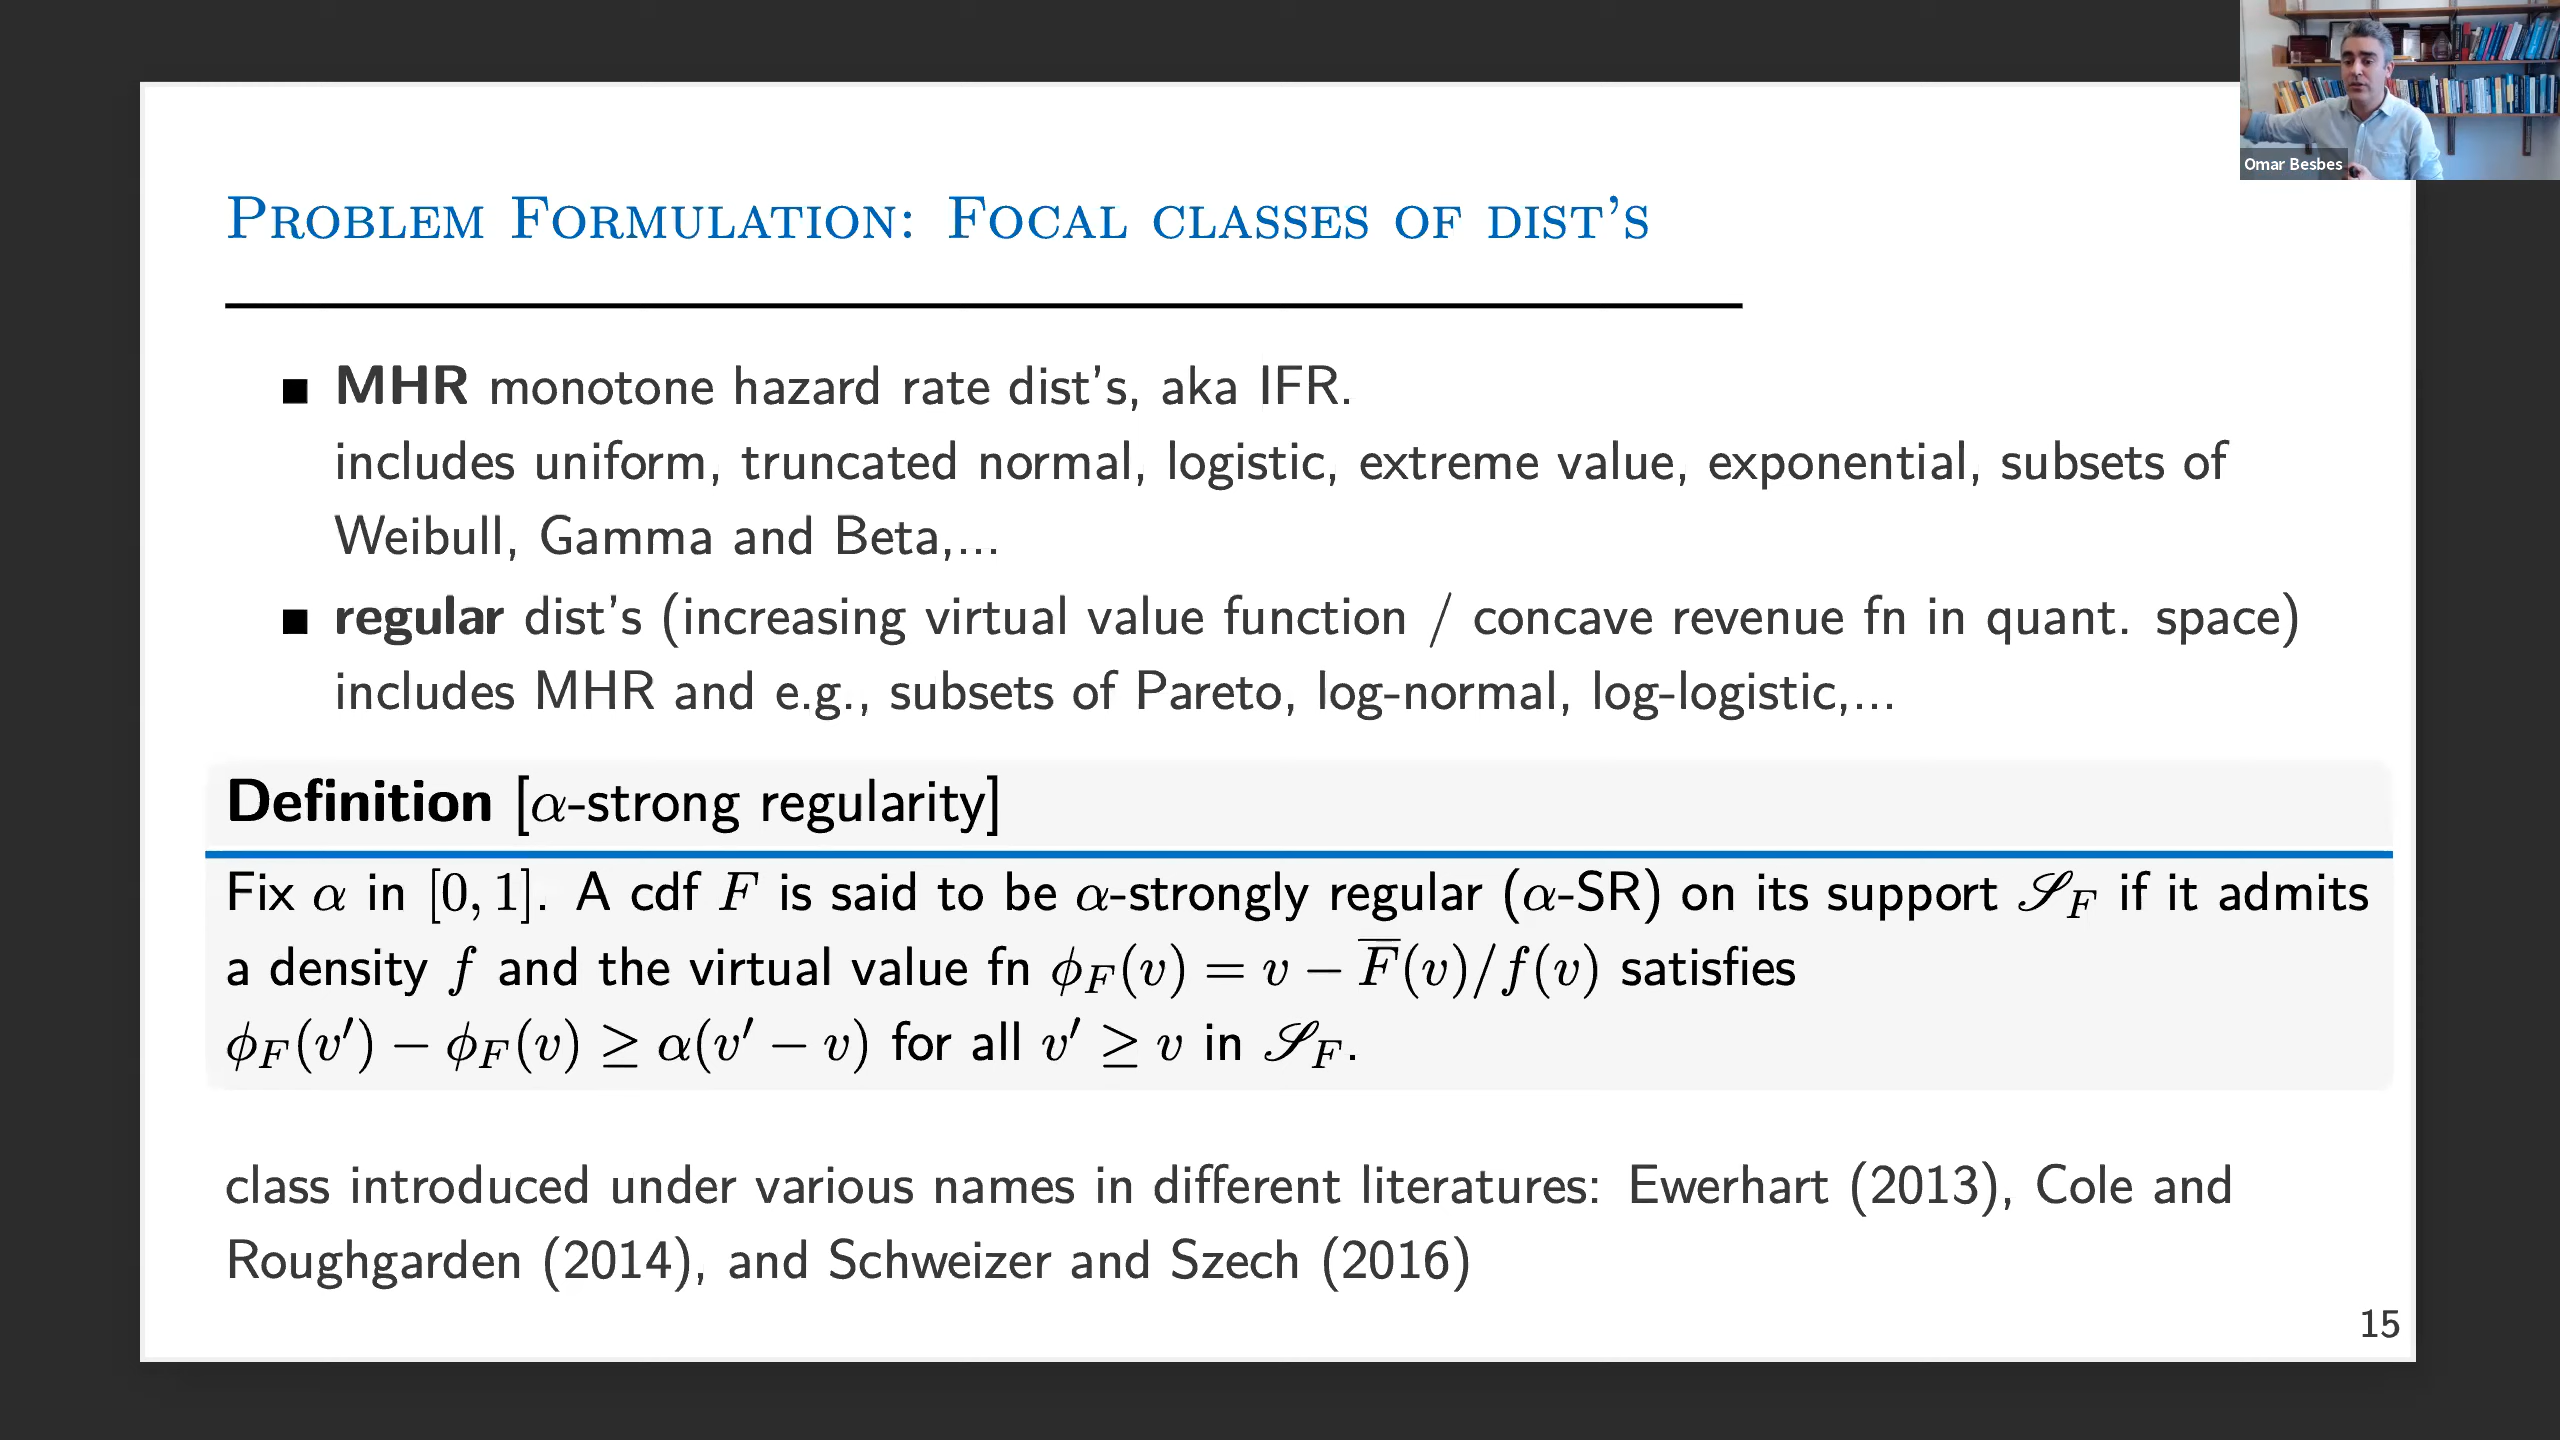 Omar Besbes
Problem Formulation: Focal classes of dist's
■ MHR monotone hazard rate dist's, aka IFR.
includes uniform, truncated normal, logistic, extreme value, exponential, subsets of
Weibull, Gamma and Beta,...
■ regular dist's (increasing virtual value function / concave revenue fn in quant. space)
includes MHR and e.g., subsets of Pareto, log-normal, log-logistic,...
Definition [α-strong regularity]
Fix α in [0, 1]. A cdf F is said to be α-strongly regular (α-SR) on its support 𝒮_F if it admits
a density f and the virtual value fn ϕ_F(v) = v − F̅(v)/f(v) satisfies
ϕ_F(v′) − ϕ_F(v) ≥ α(v′ − v) for all v′ ≥ v in 𝒮_F.
class introduced under various names in different literatures: Ewerhart (2013), Cole and
Roughgarden (2014), and Schweizer and Szech (2016)
15